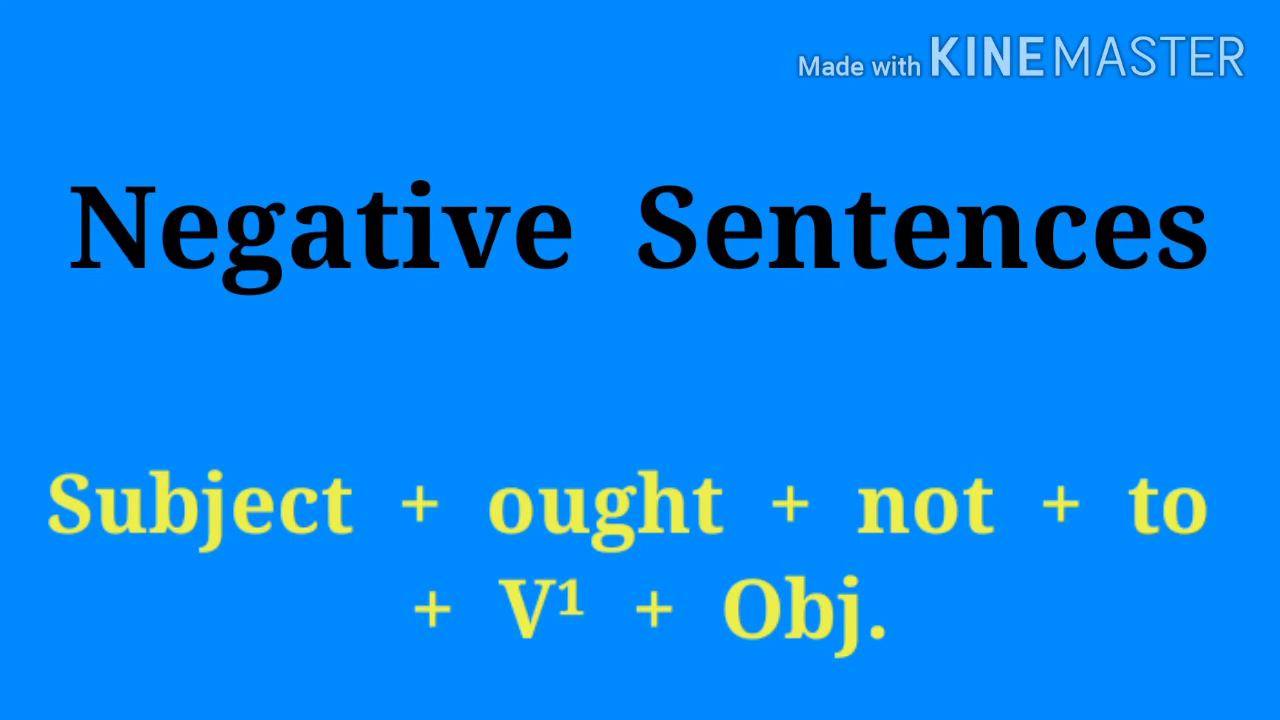 Made with KINEMASTER
Negative Sentences
Subject + ought + not + to
+ V¹ + Obj.